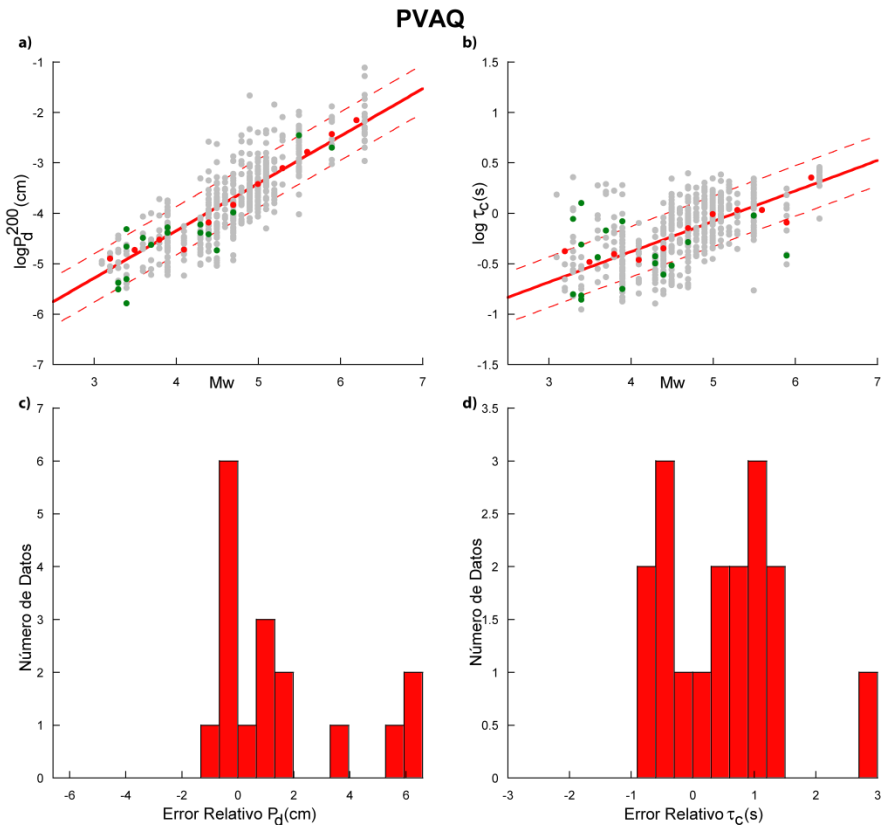 PVAQ
a)
-1
-2
-3
-4
-5
-6
-7
logPd^200 (cm)
3 4 Mw 5 6 7
b)
1.5
1
0.5
0
-0.5
-1
-1.5
log τc(s)
3 4 Mw 5 6 7
c)
7
6
5
4
3
2
1
0
Número de Datos
-6 -4 -2 0 2 4 6
Error Relativo Pd(cm)
d)
3.5
3
2.5
2
1.5
1
0.5
0
Número de Datos
-3 -2 -1 0 1 2 3
Error Relativo τc(s)